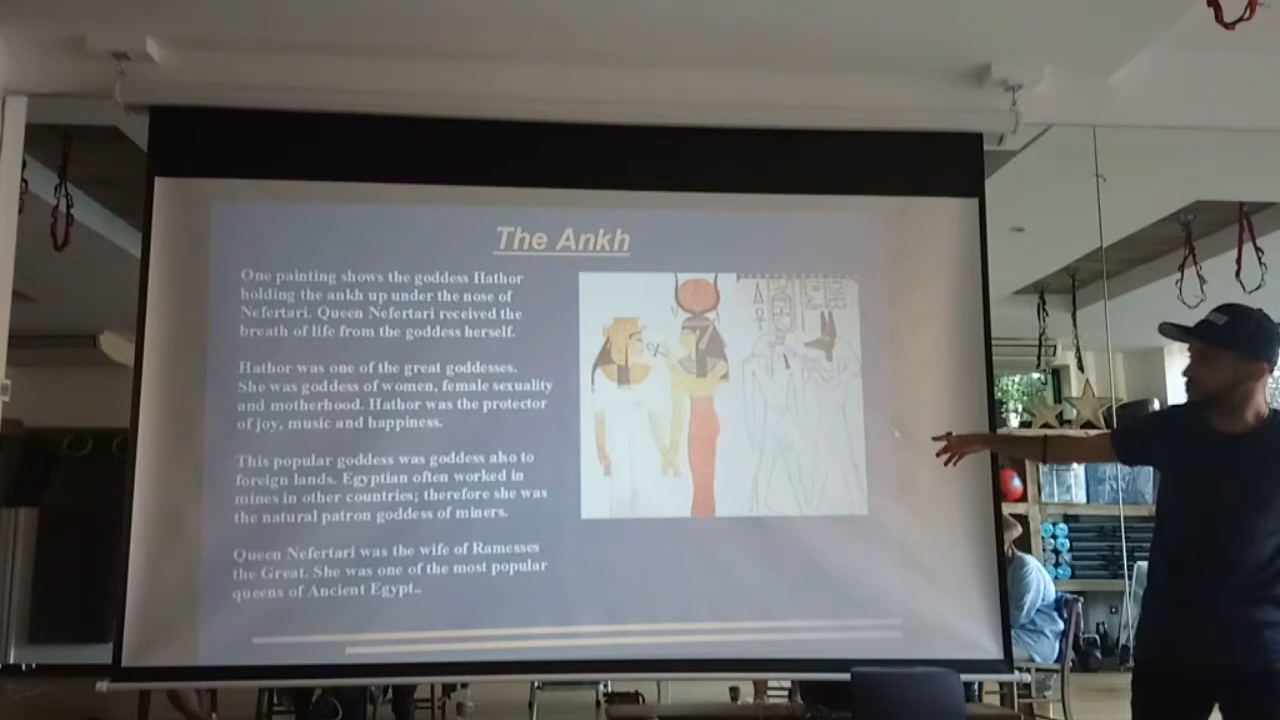 The Ankh
One painting shows the goddess Hathor
holding the ankh up under the nose of
Nefertari. Queen Nefertari received the
breath of life from the goddess herself.
Hathor was one of the great goddesses.
She was goddess of women, female sexuality
and motherhood. Hathor was the protector
of joy, music and happiness.
This popular goddess was goddess also to
foreign lands. Egyptian often worked in
mines in other countries; therefore she was
the natural patron goddess of miners.
Queen Nefertari was the wife of Ramesses
the Great. She was one of the most popular
queens of Ancient Egypt..